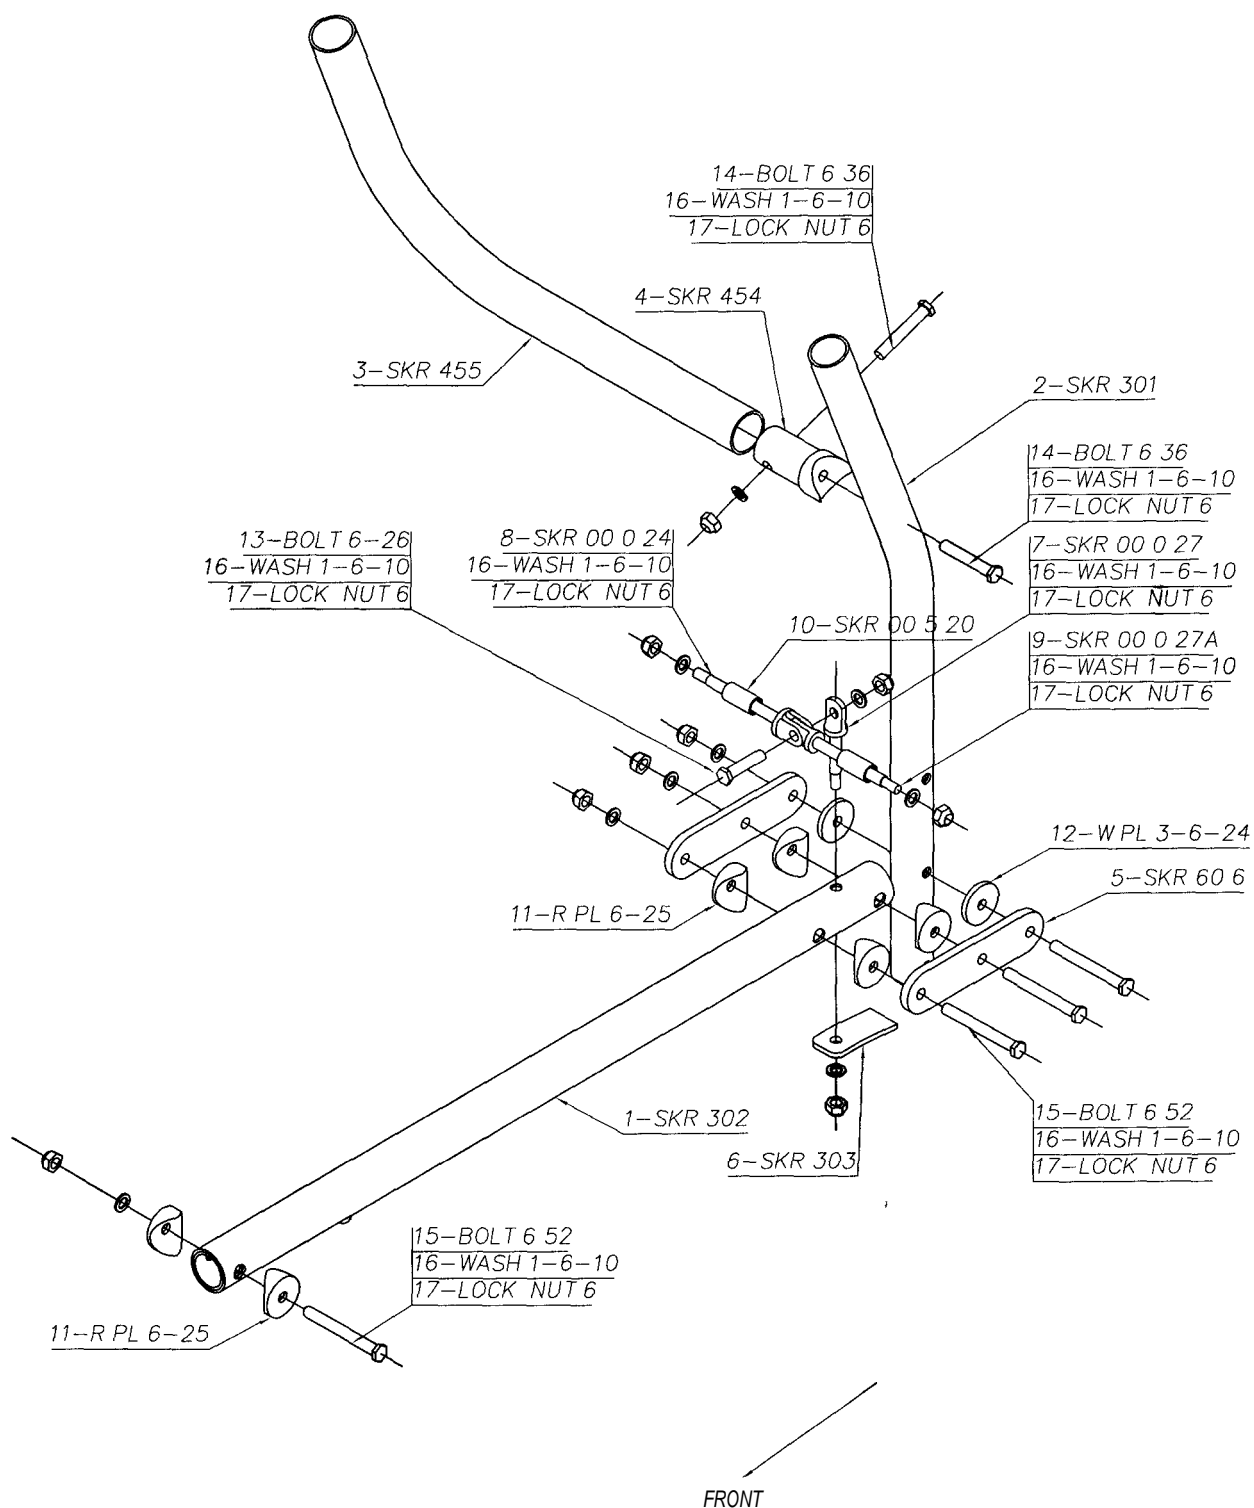 14-BOLT 6 36
16-WASH 1-6-10
17-LOCK NUT 6
4-SKR 454
3-SKR 455
2-SKR 301
14-BOLT 6 36
16-WASH 1-6-10
17-LOCK NUT 6
13-BOLT 6-26
16-WASH 1-6-10
17-LOCK NUT 6
8-SKR 00 0 24
16-WASH 1-6-10
17-LOCK NUT 6
7-SKR 00 0 27
16-WASH 1-6-10
17-LOCK NUT 6
10-SKR 00 5 20
9-SKR 00 0 27A
16-WASH 1-6-10
17-LOCK NUT 6
12-W PL 3-6-24
5-SKR 60 6
11-R PL 6-25
1-SKR 302
6-SKR 303
15-BOLT 6 52
16-WASH 1-6-10
17-LOCK NUT 6
15-BOLT 6 52
16-WASH 1-6-10
17-LOCK NUT 6
11-R PL 6-25
FRONT